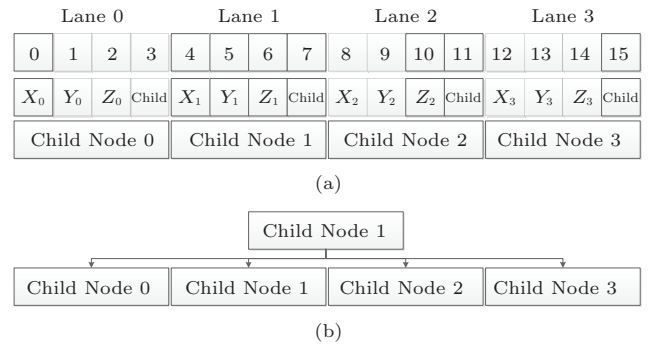 Lane 0 Lane 1 Lane 2 Lane 3
0 1 2 3 4 5 6 7 8 9 10 11 12 13 14 15
X₀ Y₀ Z₀ Child X₁ Y₁ Z₁ Child X₂ Y₂ Z₂ Child X₃ Y₃ Z₃ Child
Child Node 0 Child Node 1 Child Node 2 Child Node 3
(a)
Child Node 1
Child Node 0 Child Node 1 Child Node 2 Child Node 3
(b)